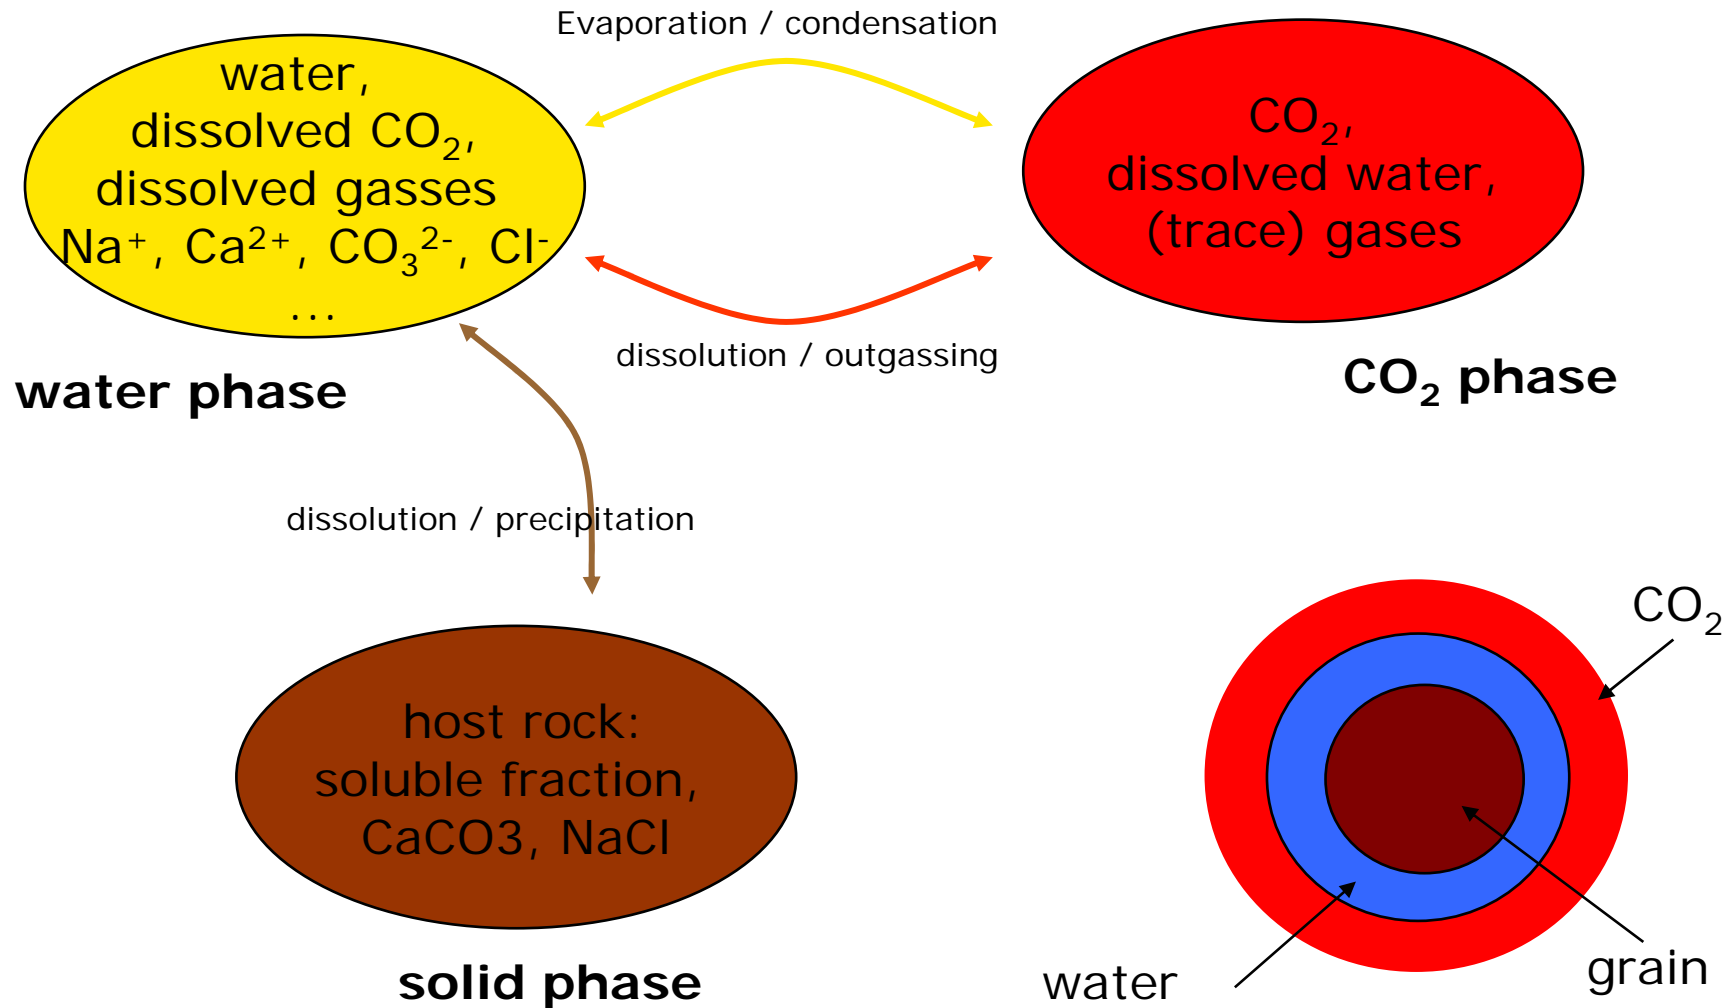 Evaporation / condensation
water,
dissolved CO₂,
dissolved gasses
Na⁺, Ca²⁺, CO₃²⁻, Cl⁻
...
water phase
CO₂,
dissolved water,
(trace) gases
CO₂ phase
dissolution / outgassing
dissolution / precipitation
host rock:
soluble fraction,
CaCO3, NaCl
solid phase
CO₂
water
grain